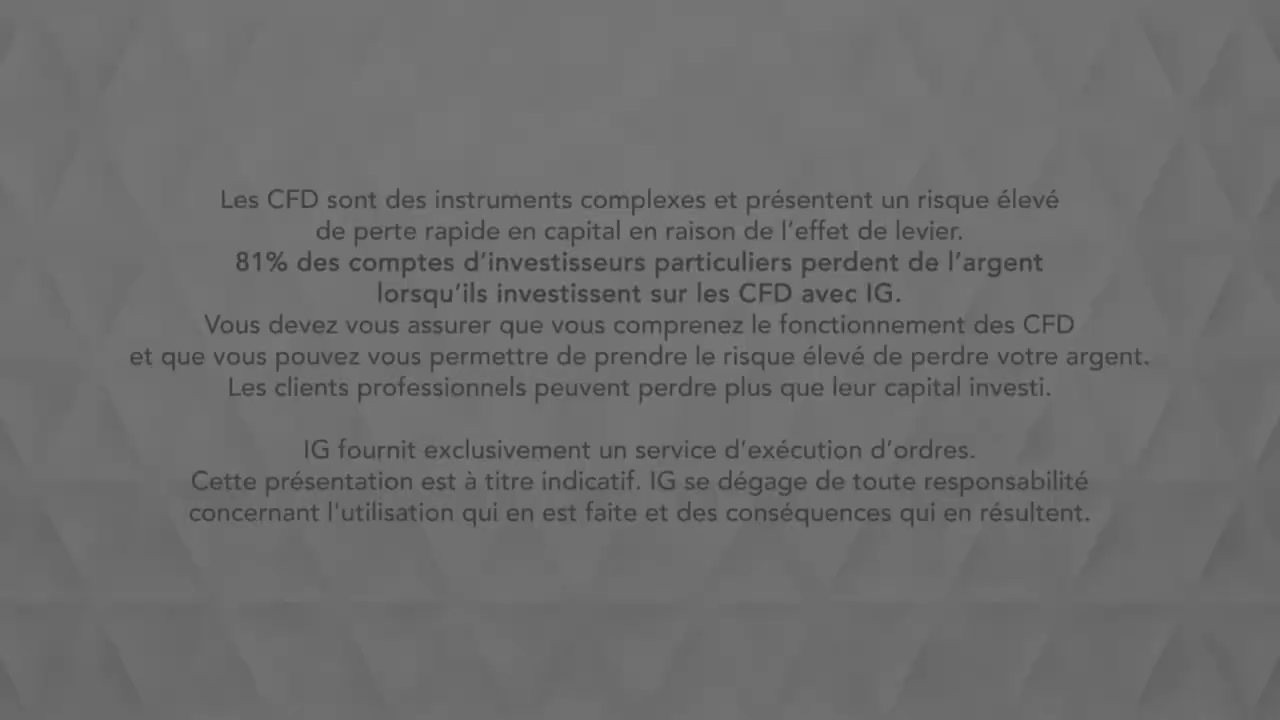 Les CFD sont des instruments complexes et présentent un risque élevé
de perte rapide en capital en raison de l’effet de levier.
81% des comptes d’investisseurs particuliers perdent de l’argent
lorsqu’ils investissent sur les CFD avec IG.
Vous devez vous assurer que vous comprenez le fonctionnement des CFD
et que vous pouvez vous permettre de prendre le risque élevé de perdre votre argent.
Les clients professionnels peuvent perdre plus que leur capital investi.
IG fournit exclusivement un service d’exécution d’ordres.
Cette présentation est à titre indicatif. IG se dégage de toute responsabilité
concernant l'utilisation qui en est faite et des conséquences qui en résultent.